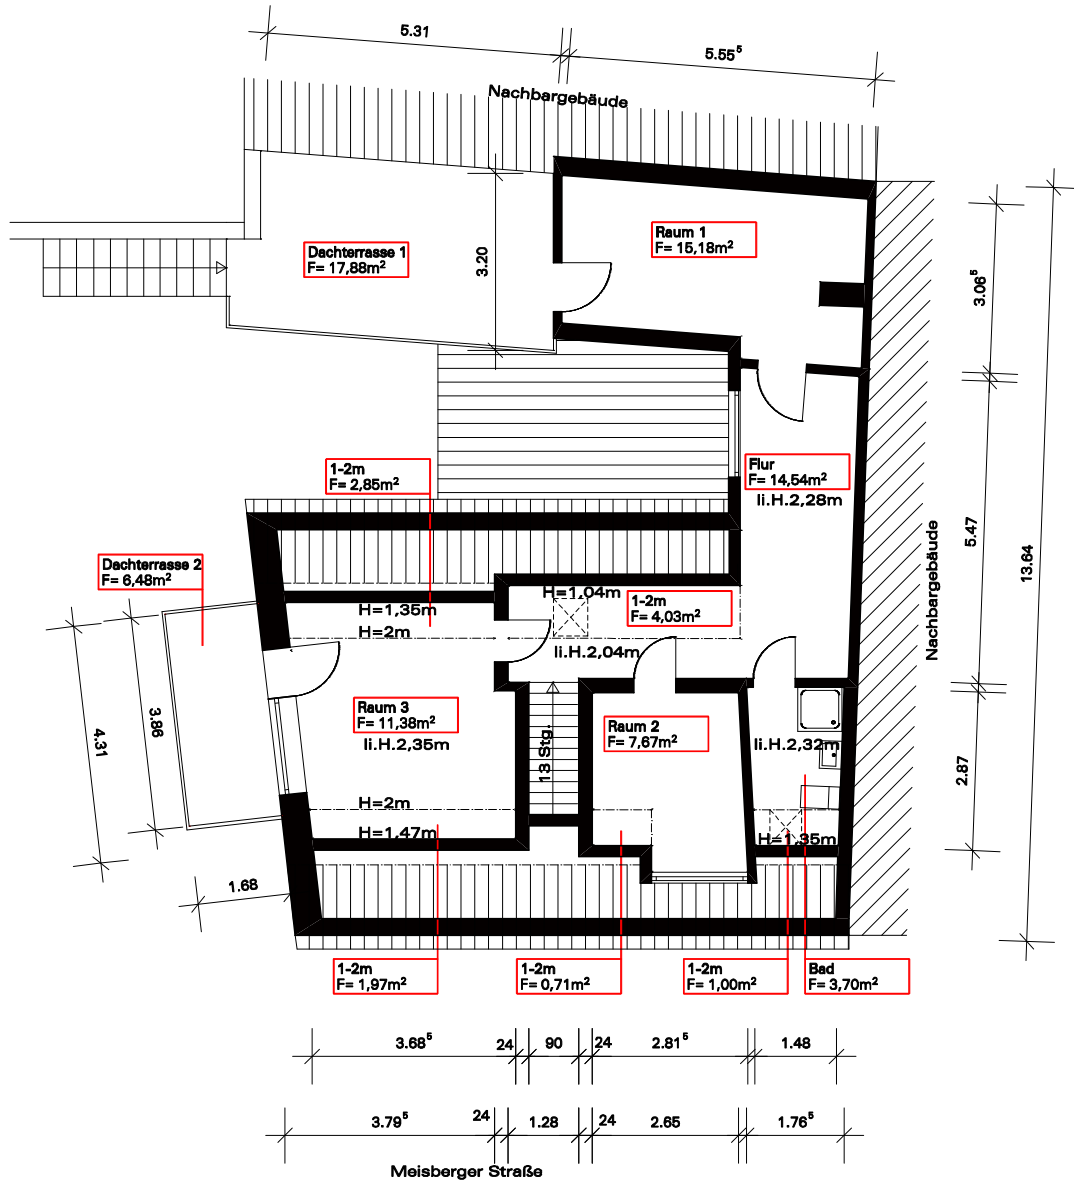 5.31
5.55⁵
Nachbargebäude
Dachterrasse 1
F= 17,88m²
3.20
Raum 1
F= 15,18m²
3.06⁵
1-2m
F= 2,85m²
Flur
F= 14,54m²
li.H.2,28m
5.47
13.64
Nachbargebäude
Dachterrasse 2
F= 6,48m²
H=1,35m
H=2m
H=1,04m
1-2m
F= 4,03m²
li.H.2,04m
4.31
3.86
Raum 3
F= 11,38m²
li.H.2,35m
13 Stg.
Raum 2
F= 7,67m²
li.H.2,32m
2.87
H=2m
H=1,47m
H=1,35m
1.68
1-2m
F= 1,97m²
1-2m
F= 0,71m²
1-2m
F= 1,00m²
Bad
F= 3,70m²
3.68⁵ 24 90 24 2.81⁵ 1.48
3.79⁵ 24 1.28 24 2.65 1.76⁵
Meisberger Straße